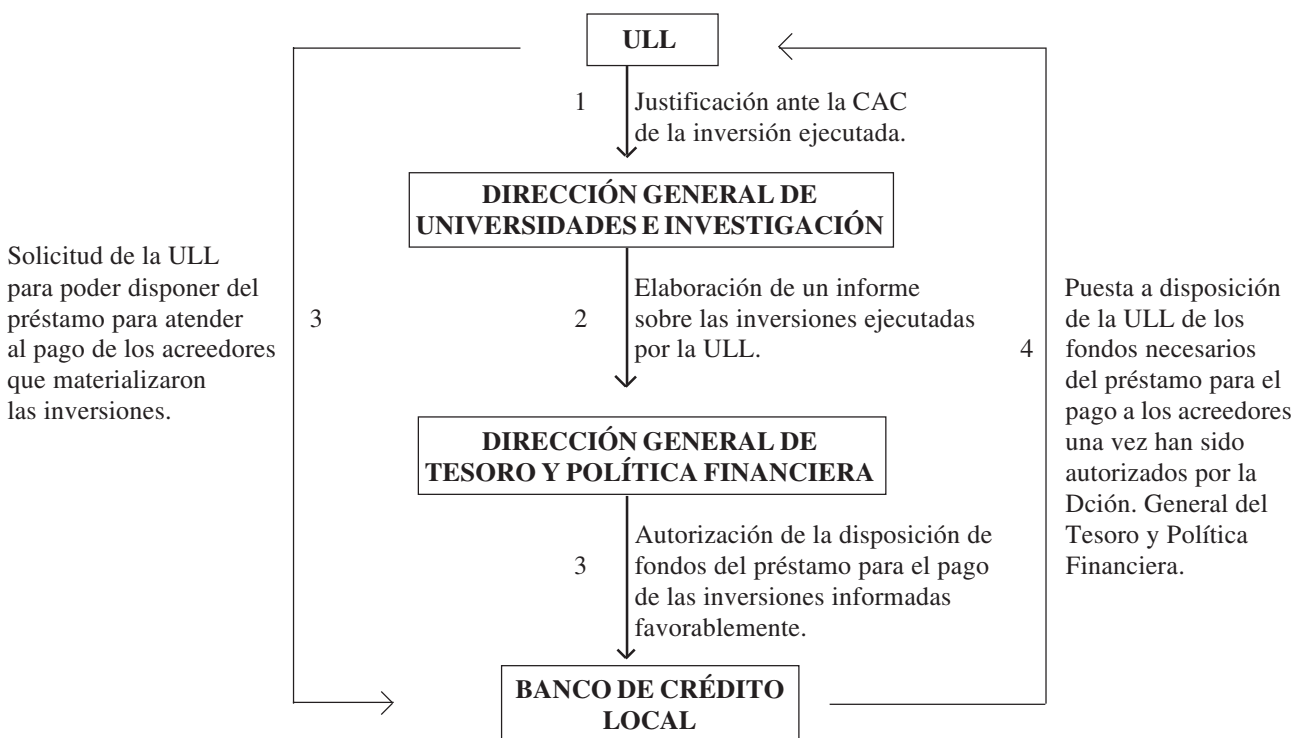 ULL
1
Justificación ante la CAC
de la inversión ejecutada.
DIRECCIÓN GENERAL DE
UNIVERSIDADES E INVESTIGACIÓN
Solicitud de la ULL
para poder disponer del
préstamo para atender
al pago de los acreedores
que materializaron
las inversiones.
3
2
Elaboración de un informe
sobre las inversiones ejecutadas
por la ULL.
4
Puesta a disposición
de la ULL de los
fondos necesarios
del préstamo para el
pago a los acreedores
una vez han sido
autorizados por la
Dción. General del
Tesoro y Política
Financiera.
DIRECCIÓN GENERAL DE
TESORO Y POLÍTICA FINANCIERA
3
Autorización de la disposición de
fondos del préstamo para el pago
de las inversiones informadas
favorablemente.
BANCO DE CRÉDITO
LOCAL